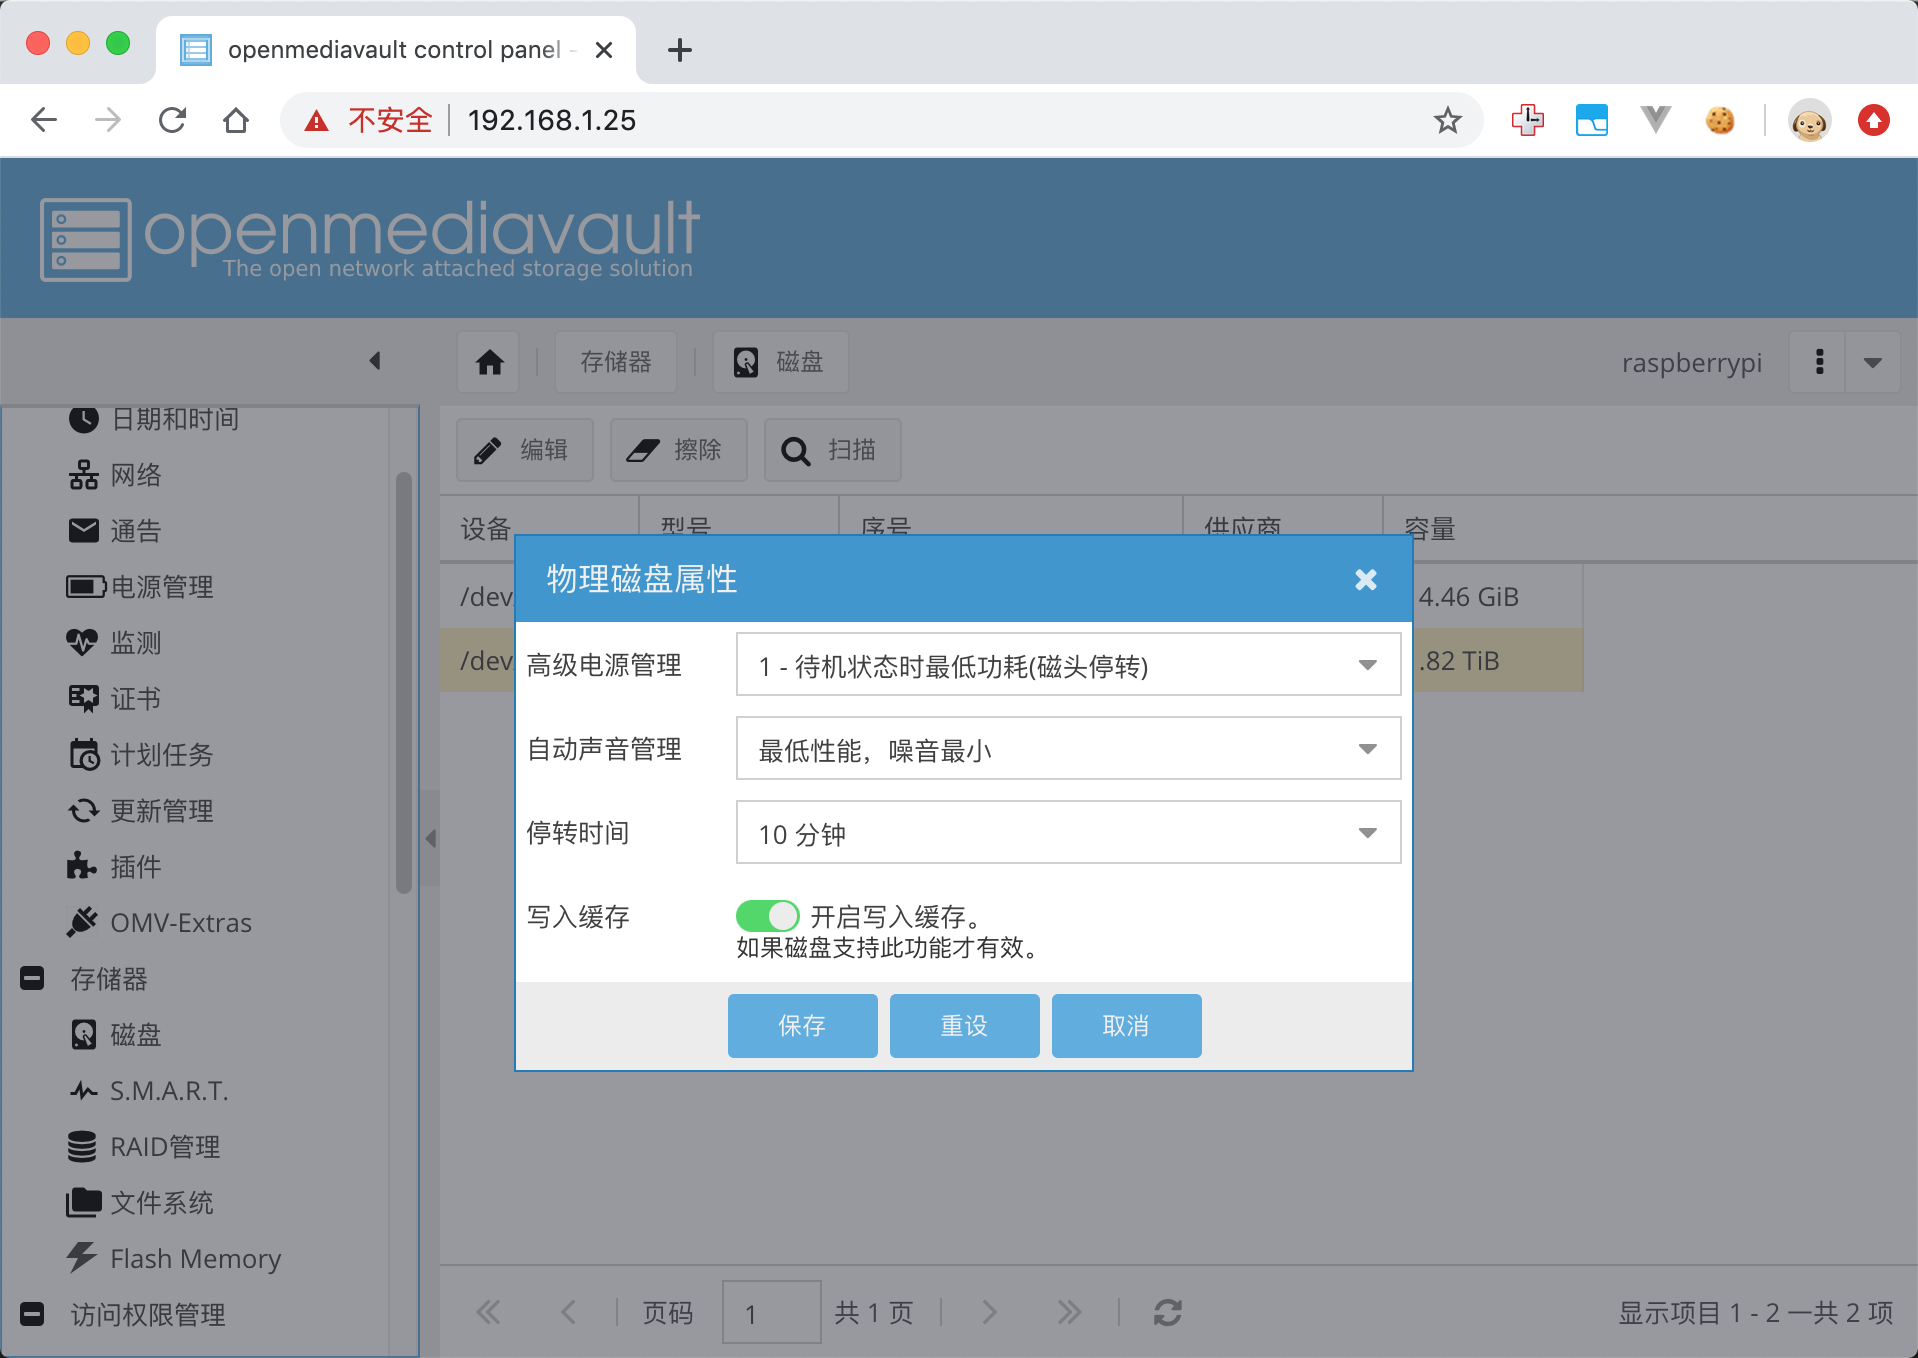 openmediavault control panel -
不安全
192.168.1.25
openmediavault
The open network attached storage solution
存储器
磁盘
raspberrypi
日期和时间
网络
通告
电源管理
监测
证书
计划任务
更新管理
插件
OMV-Extras
存储器
磁盘
S.M.A.R.T.
RAID管理
文件系统
Flash Memory
访问权限管理
编辑
擦除
扫描
设备
型号
序号
供应商
容量
/dev
4.46 GiB
/dev
.82 TiB
物理磁盘属性
高级电源管理
1 - 待机状态时最低功耗(磁头停转)
自动声音管理
最低性能，噪音最小
停转时间
10 分钟
写入缓存
开启写入缓存。
如果磁盘支持此功能才有效。
保存
重设
取消
页码
1
共 1 页
显示项目 1 - 2 一共 2 项